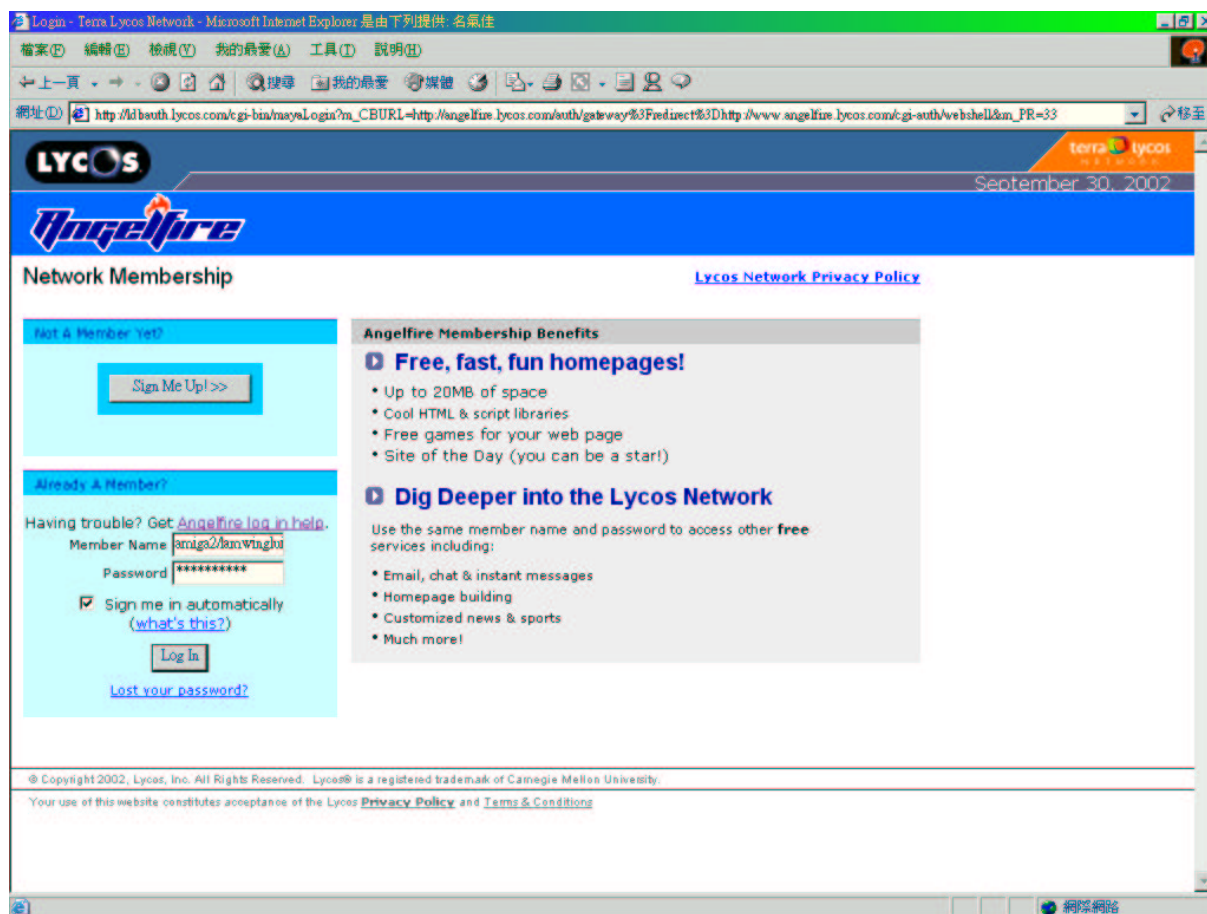 Login - Terra Lycos Network - Microsoft Internet Explorer 是由下列提供: 名氣佳
檔案(F) 編輯(E) 檢視(V) 我的最愛(A) 工具(T) 說明(H)
上一頁 搜尋 我的最愛 媒體
網址(D) http://ldbauth.lycos.com/cgi-bin/mayaLogin?m_CBURL=http://angelfire.lycos.com/auth/gateway%3Fredirect%3Dhttp://www.angelfire.lycos.com/cgi-auth/webshell&m_PR=33 移至
LYCOS
terra lycos
NETWORK
September 30, 2002
Angelfire
Network Membership
Lycos Network Privacy Policy
Not A Member Yet?
Sign Me Up! >>
Already A Member?
Having trouble? Get Angelfire log in help.
Member Name amiga2/lamwinglui
Password **********
Sign me in automatically
(what's this?)
Log In
Lost your password?
Angelfire Membership Benefits
Free, fast, fun homepages!
• Up to 20MB of space
• Cool HTML & script libraries
• Free games for your web page
• Site of the Day (you can be a star!)
Dig Deeper into the Lycos Network
Use the same member name and password to access other free
services including:
• Email, chat & instant messages
• Homepage building
• Customized news & sports
• Much more!
© Copyright 2002, Lycos, Inc. All Rights Reserved. Lycos® is a registered trademark of Carnegie Mellon University.
Your use of this website constitutes acceptance of the Lycos Privacy Policy and Terms & Conditions
網際網路